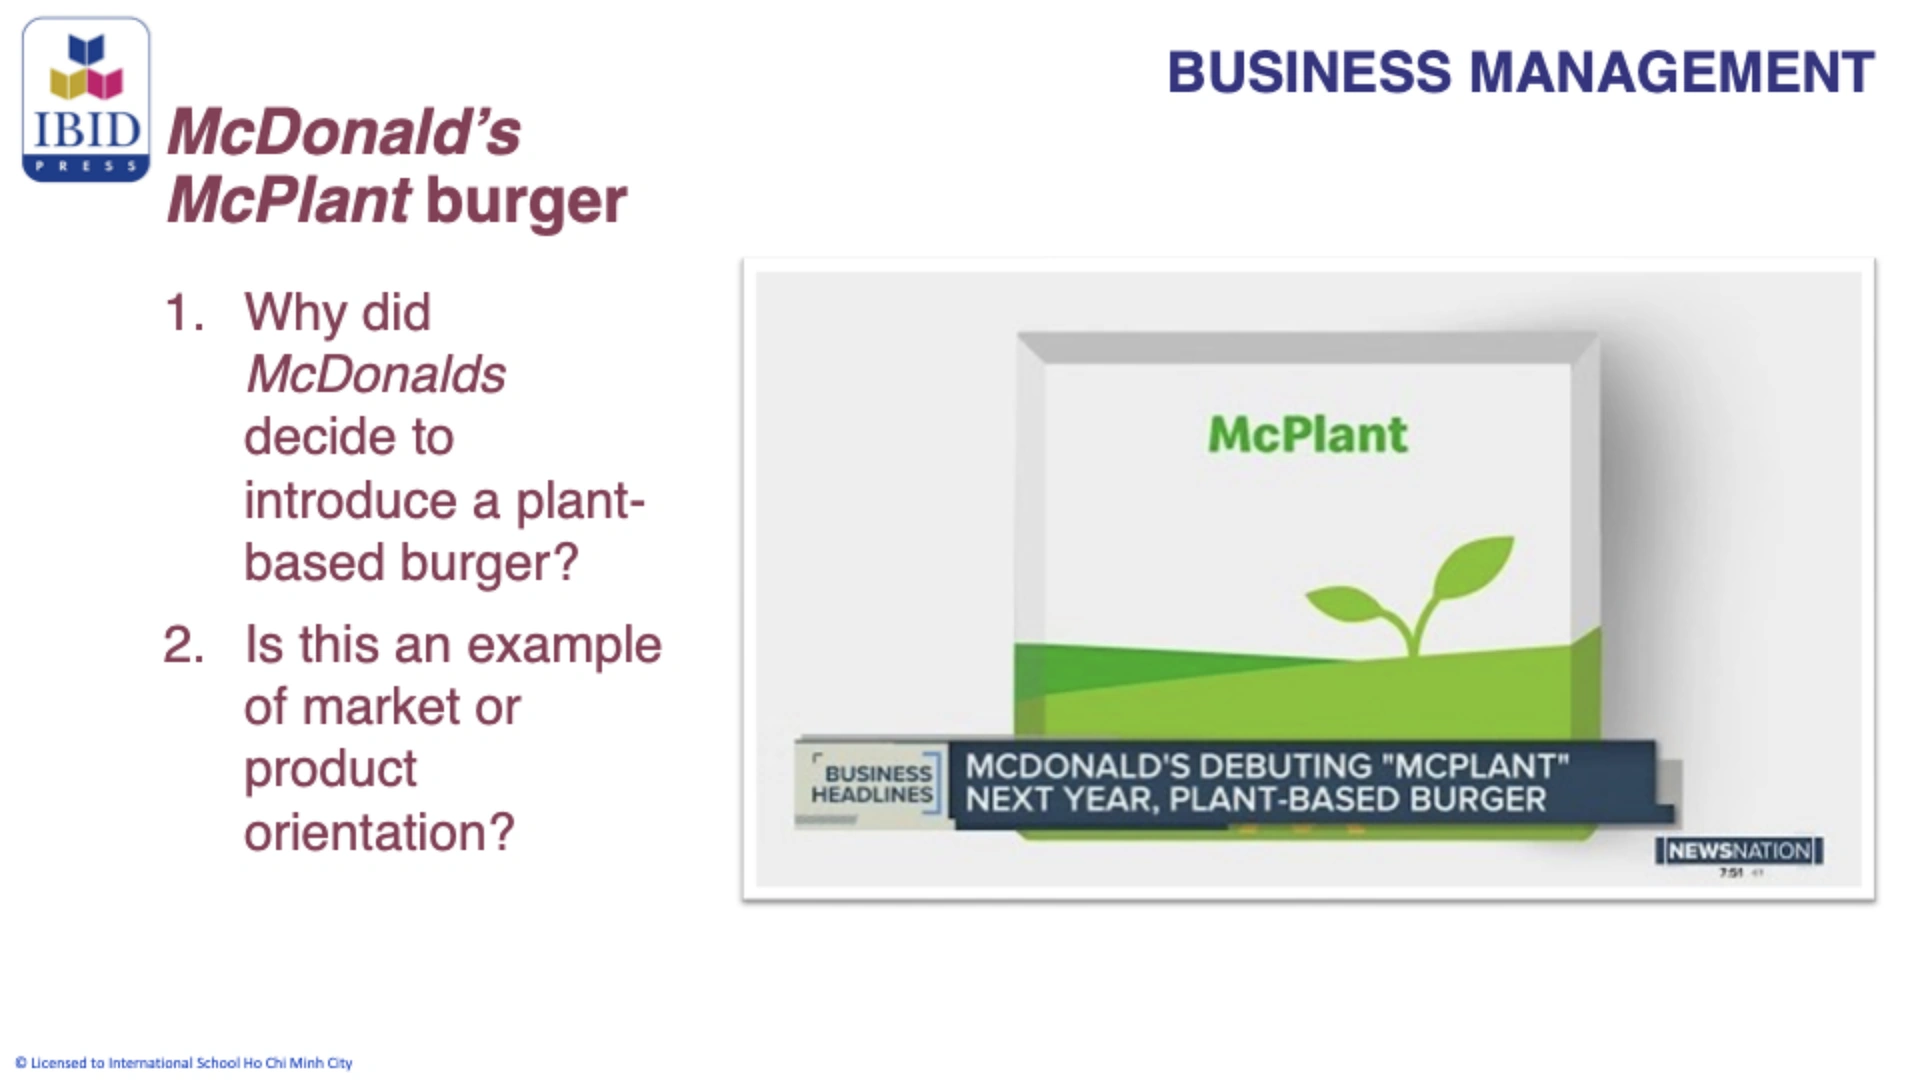 IBID
PRESS
BUSINESS MANAGEMENT
McDonald's
McPlant burger
1. Why did
McDonalds
decide to
introduce a plant-
based burger?
2. Is this an example
of market or
product
orientation?
McPlant
BUSINESS
HEADLINES
MCDONALD'S DEBUTING "MCPLANT"
NEXT YEAR, PLANT-BASED BURGER
NEWSNATION
7:51
© Licensed to International School Ho Chi Minh City